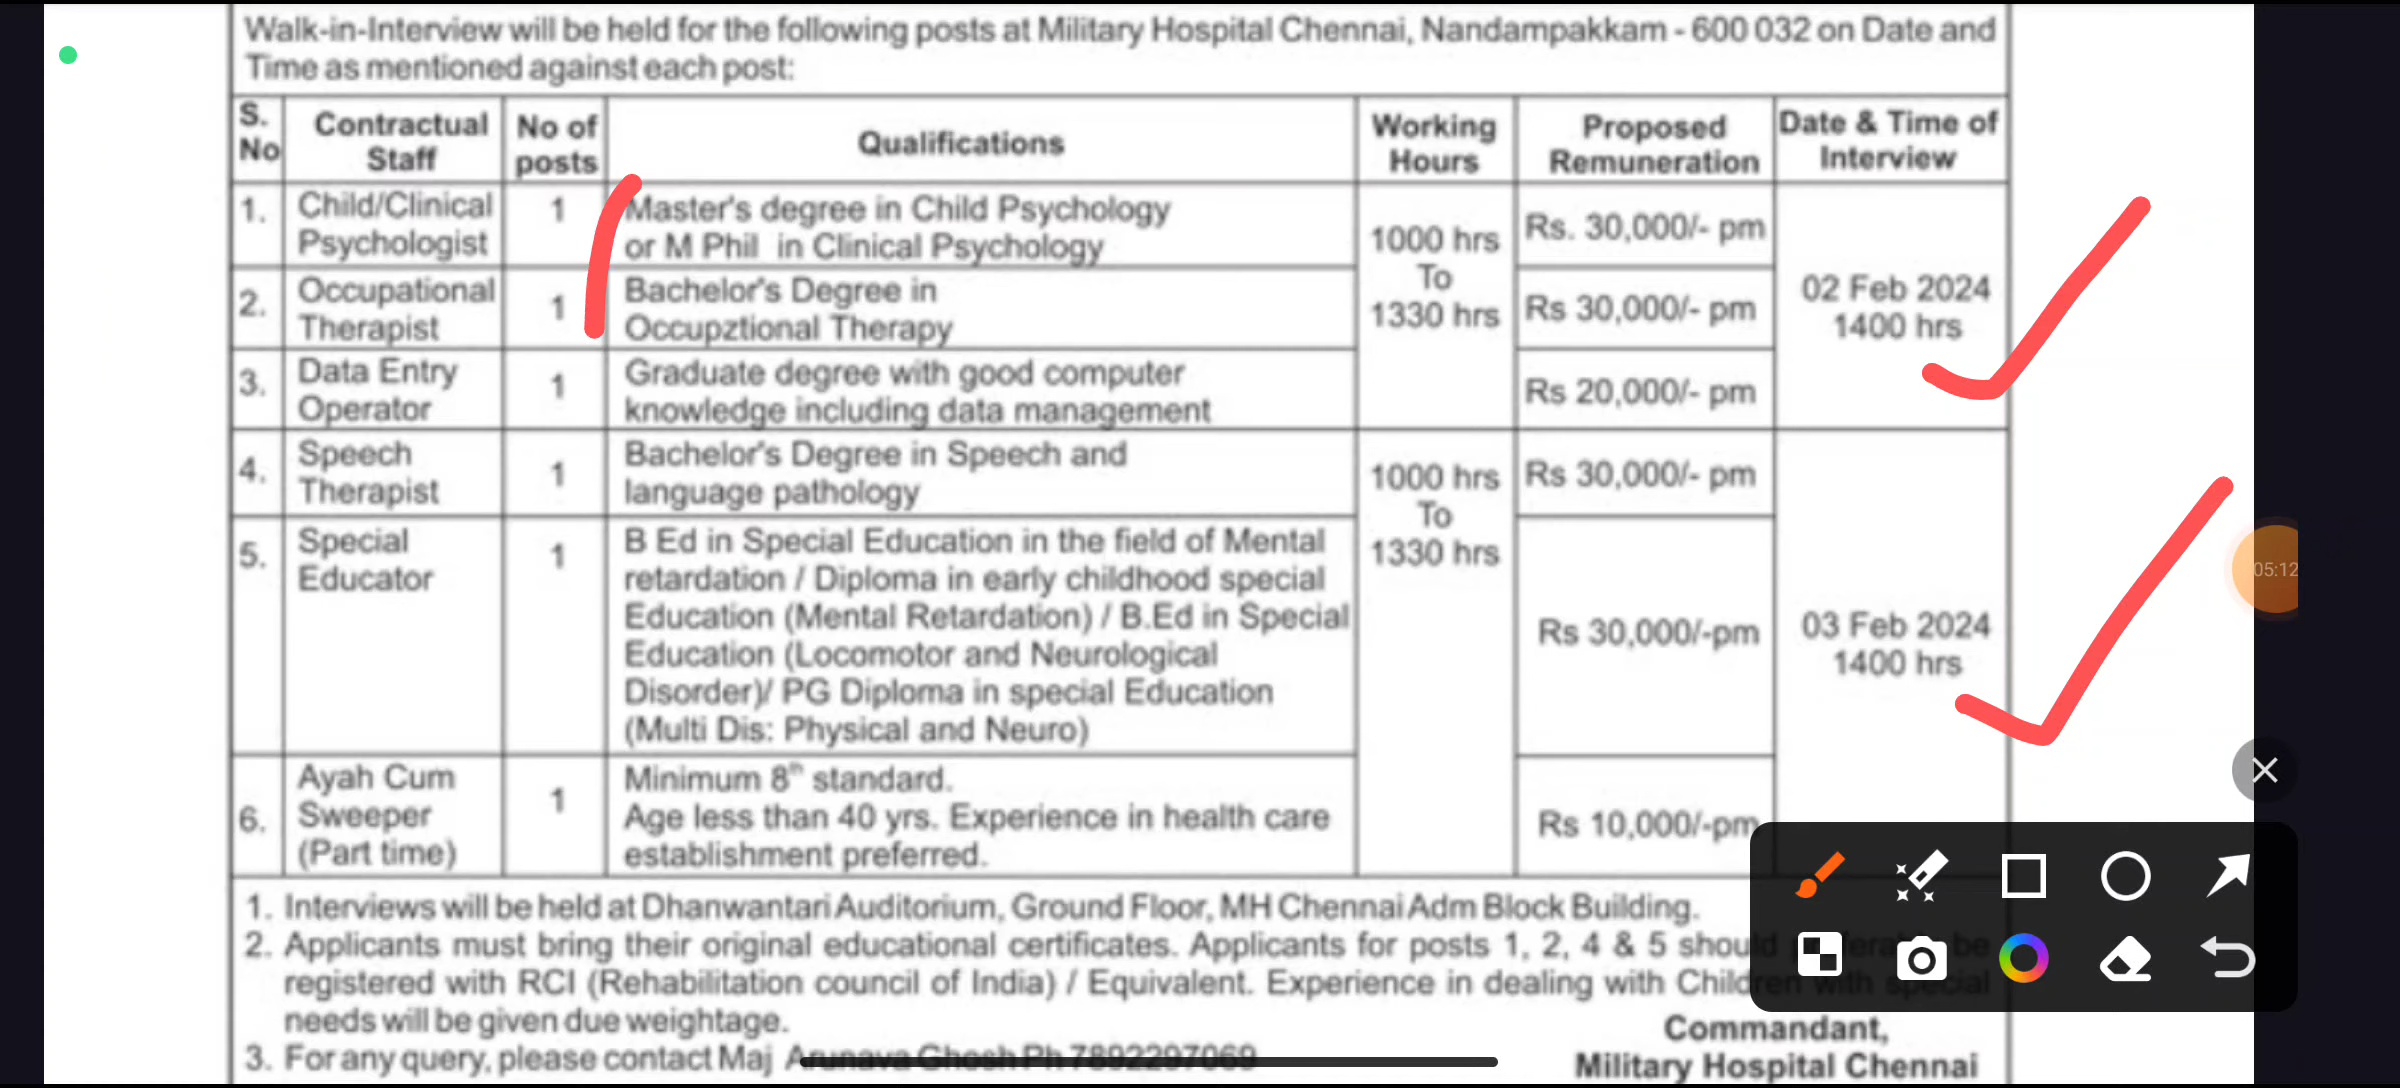 Walk-in-Interview will be held for the following posts at Military Hospital Chennai, Nandampakkam - 600 032 on Date and
Time as mentioned against each post:
S. No
Contractual Staff
No of posts
Qualifications
Working Hours
Proposed Remuneration
Date & Time of Interview
1.
Child/Clinical
Psychologist
1
Master's degree in Child Psychology
or M Phil in Clinical Psychology
1000 hrs
To
1330 hrs
Rs. 30,000/- pm
02 Feb 2024
1400 hrs
2.
Occupational
Therapist
1
Bachelor's Degree in
Occupztional Therapy
Rs 30,000/- pm
3.
Data Entry
Operator
1
Graduate degree with good computer
knowledge including data management
Rs 20,000/- pm
4.
Speech
Therapist
1
Bachelor's Degree in Speech and
language pathology
1000 hrs
To
1330 hrs
Rs 30,000/- pm
03 Feb 2024
1400 hrs
5.
Special
Educator
1
B Ed in Special Education in the field of Mental
retardation / Diploma in early childhood special
Education (Mental Retardation) / B.Ed in Special
Education (Locomotor and Neurological
Disorder)/ PG Diploma in special Education
(Multi Dis: Physical and Neuro)
Rs 30,000/-pm
6.
Ayah Cum
Sweeper
(Part time)
1
Minimum 8th standard.
Age less than 40 yrs. Experience in health care
establishment preferred.
Rs 10,000/-pm
1. Interviews will be held at Dhanwantari Auditorium, Ground Floor, MH Chennai Adm Block Building.
2. Applicants must bring their original educational certificates. Applicants for posts 1, 2, 4 & 5 should preferably be
registered with RCI (Rehabilitation council of India) / Equivalent. Experience in dealing with Children with special
needs will be given due weightage.
3. For any query, please contact Maj Arunava Ghosh Ph 7892297069
Commandant,
Military Hospital Chennai
05:12